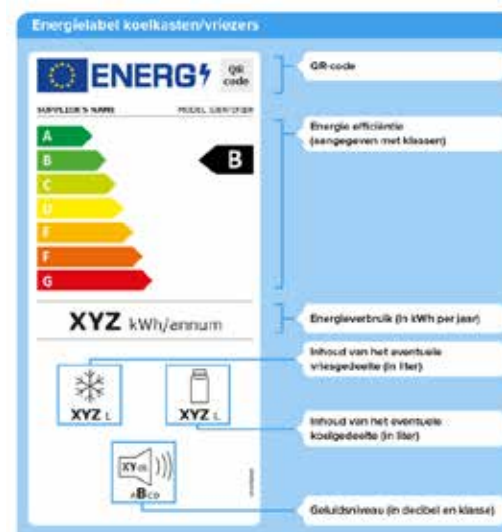 Energielabel koelkasten/vriezers
ENERG
QR
code
QR-code
SUPPLIER'S NAME MODEL IDENTIFIER
Energie efficiëntie
(aangegeven met klassen)
A
B
B
C
D
E
F
G
XYZ kWh/annum
Energieverbruik (in kWh per jaar)
Inhoud van het eventuele
vriesgedeelte (in liter)
XYZ L
XYZ L
Inhoud van het eventuele
koelgedeelte (in liter)
XY dB
ABCD
Geluidsniveau (in decibel en klasse)